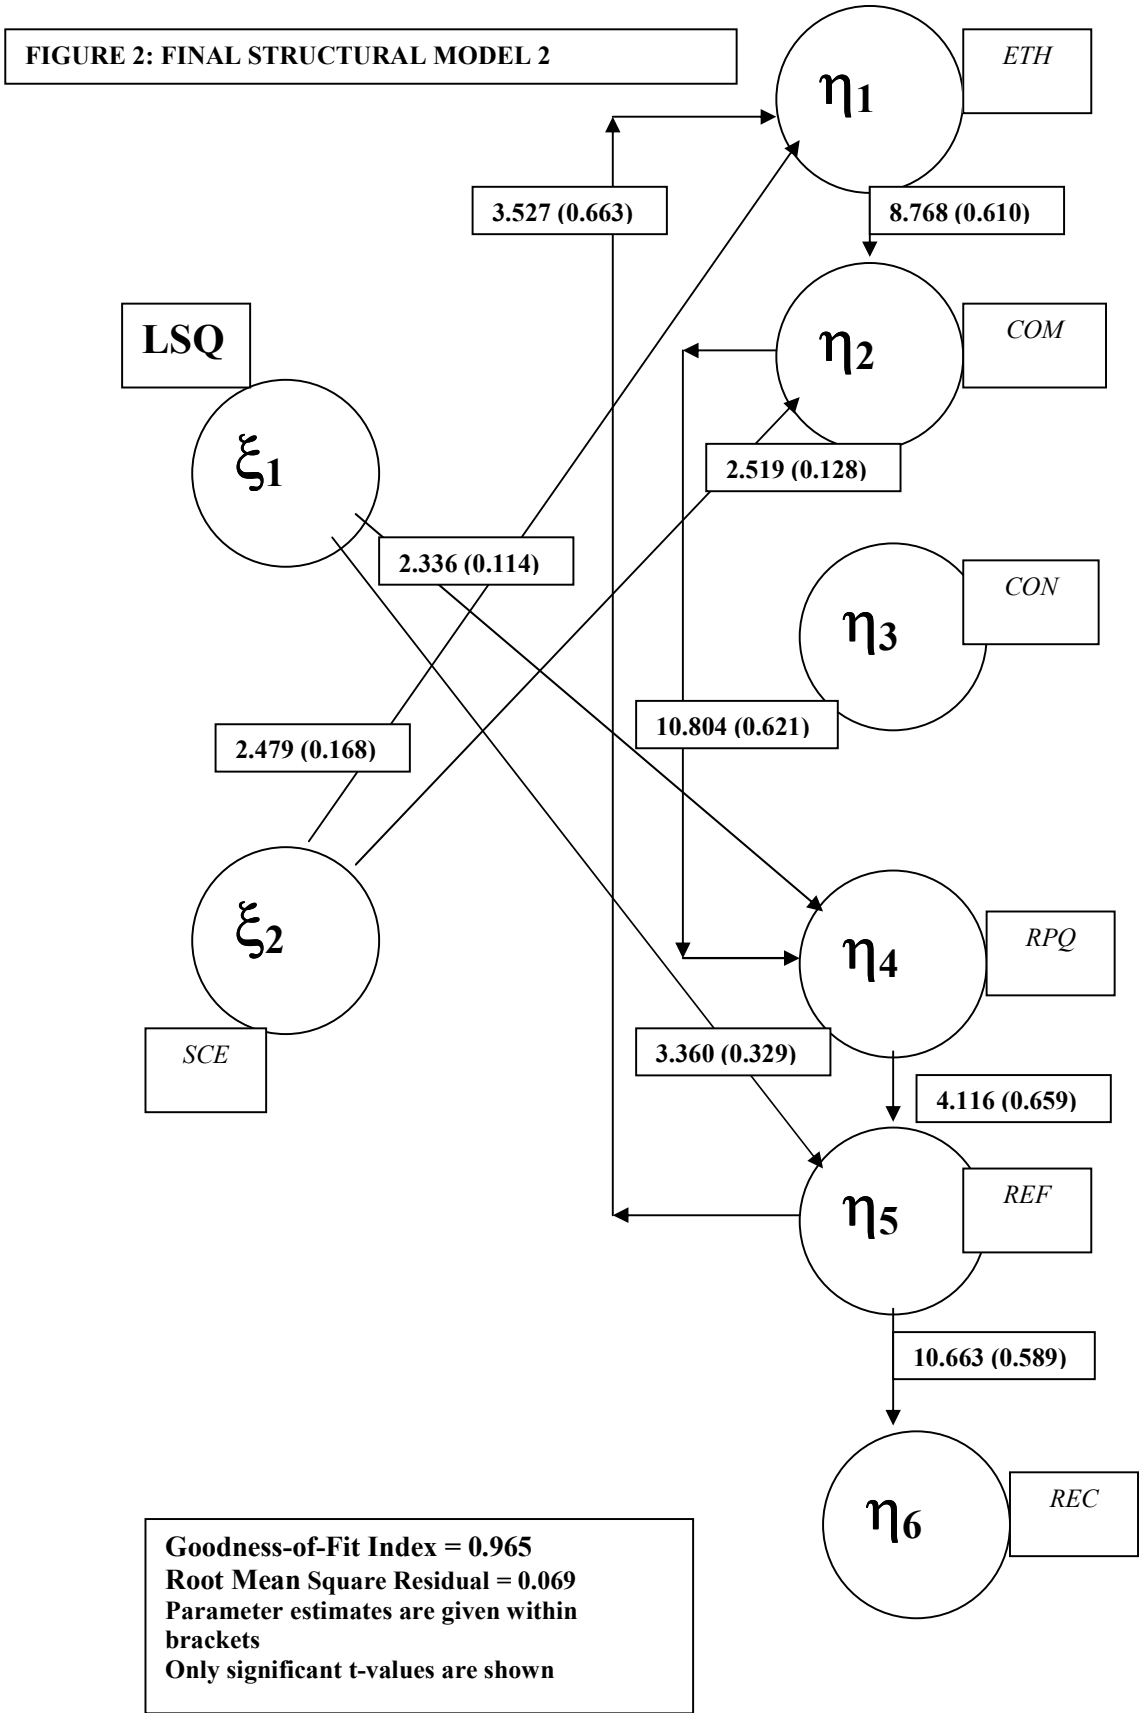 FIGURE 2: FINAL STRUCTURAL MODEL 2
η1
ETH
3.527 (0.663)
8.768 (0.610)
LSQ
η2
COM
ξ1
2.519 (0.128)
2.336 (0.114)
η3
CON
2.479 (0.168)
10.804 (0.621)
ξ2
SCE
η4
RPQ
3.360 (0.329)
4.116 (0.659)
η5
REF
10.663 (0.589)
η6
REC
Goodness-of-Fit Index = 0.965
Root Mean Square Residual = 0.069
Parameter estimates are given within
brackets
Only significant t-values are shown